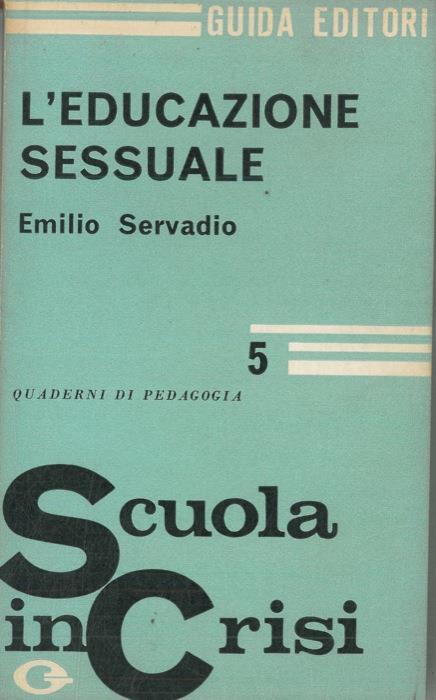 GUIDA EDITORI
L'EDUCAZIONE
SESSUALE
Emilio Servadio
5
QUADERNI DI PEDAGOGIA
Scuola
in Crisi